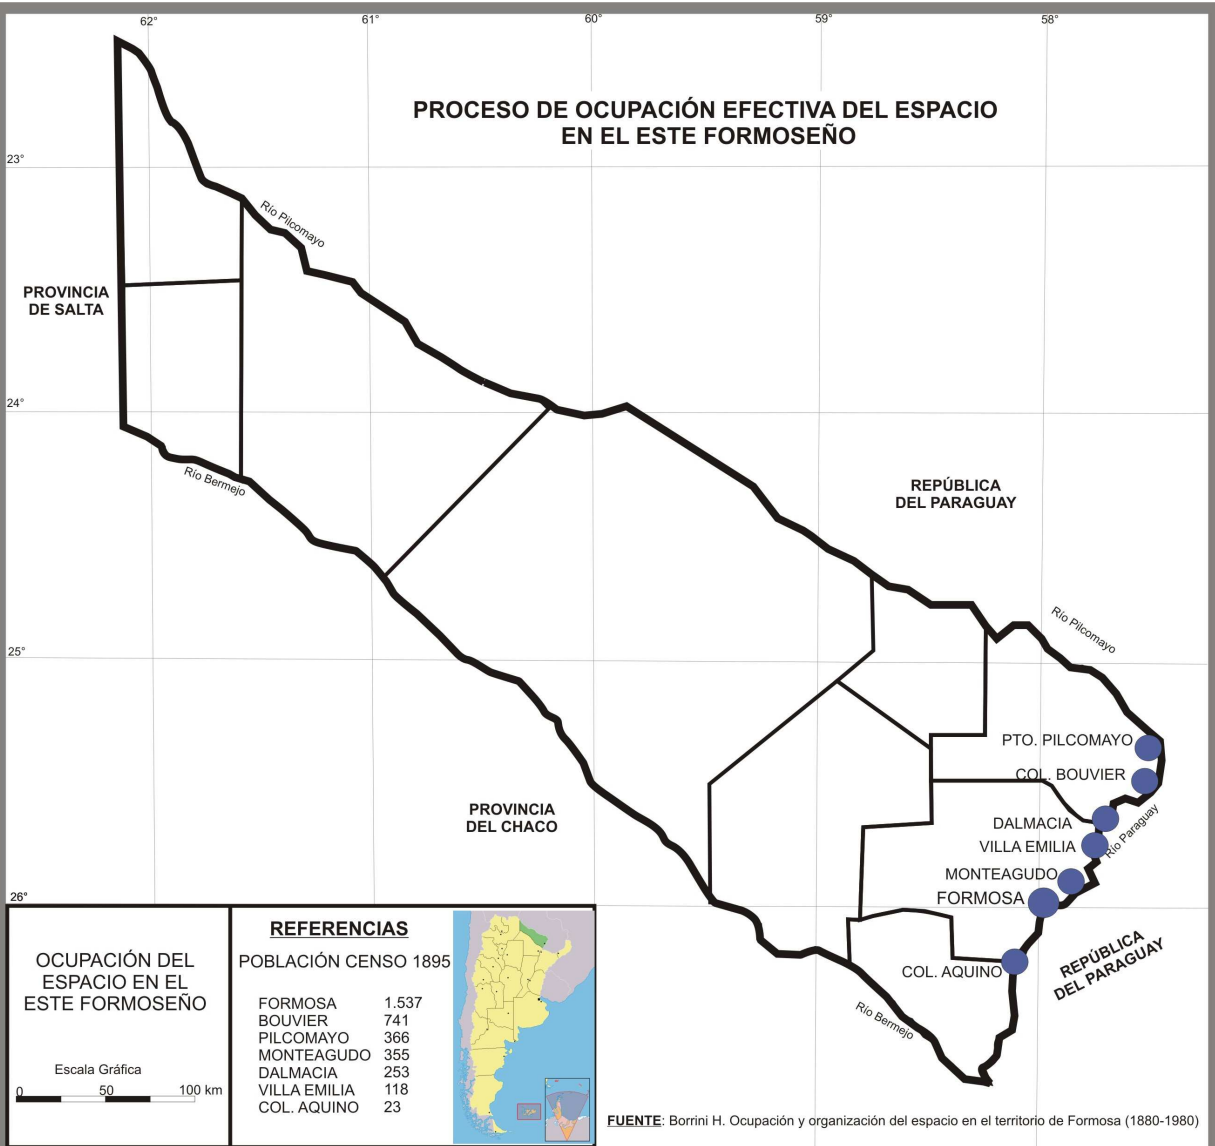 62°
61°
60°
59°
58°
PROCESO DE OCUPACIÓN EFECTIVA DEL ESPACIO
EN EL ESTE FORMOSEÑO
23°
Río Pilcomayo
PROVINCIA
DE SALTA
24°
Río Bermejo
REPÚBLICA
DEL PARAGUAY
25°
Río Pilcomayo
PTO. PILCOMAYO
COL. BOUVIER
PROVINCIA
DEL CHACO
DALMACIA
Río Paraguay
VILLA EMILIA
MONTEAGUDO
26°
FORMOSA
REPÚBLICA
DEL PARAGUAY
COL. AQUINO
Río Bermejo
OCUPACIÓN DEL
ESPACIO EN EL
ESTE FORMOSEÑO
Escala Gráfica
0 50 100 km
REFERENCIAS
POBLACIÓN CENSO 1895
FORMOSA 1.537
BOUVIER 741
PILCOMAYO 366
MONTEAGUDO 355
DALMACIA 253
VILLA EMILIA 118
COL. AQUINO 23
FUENTE: Borrini H. Ocupación y organización del espacio en el territorio de Formosa (1880-1980)